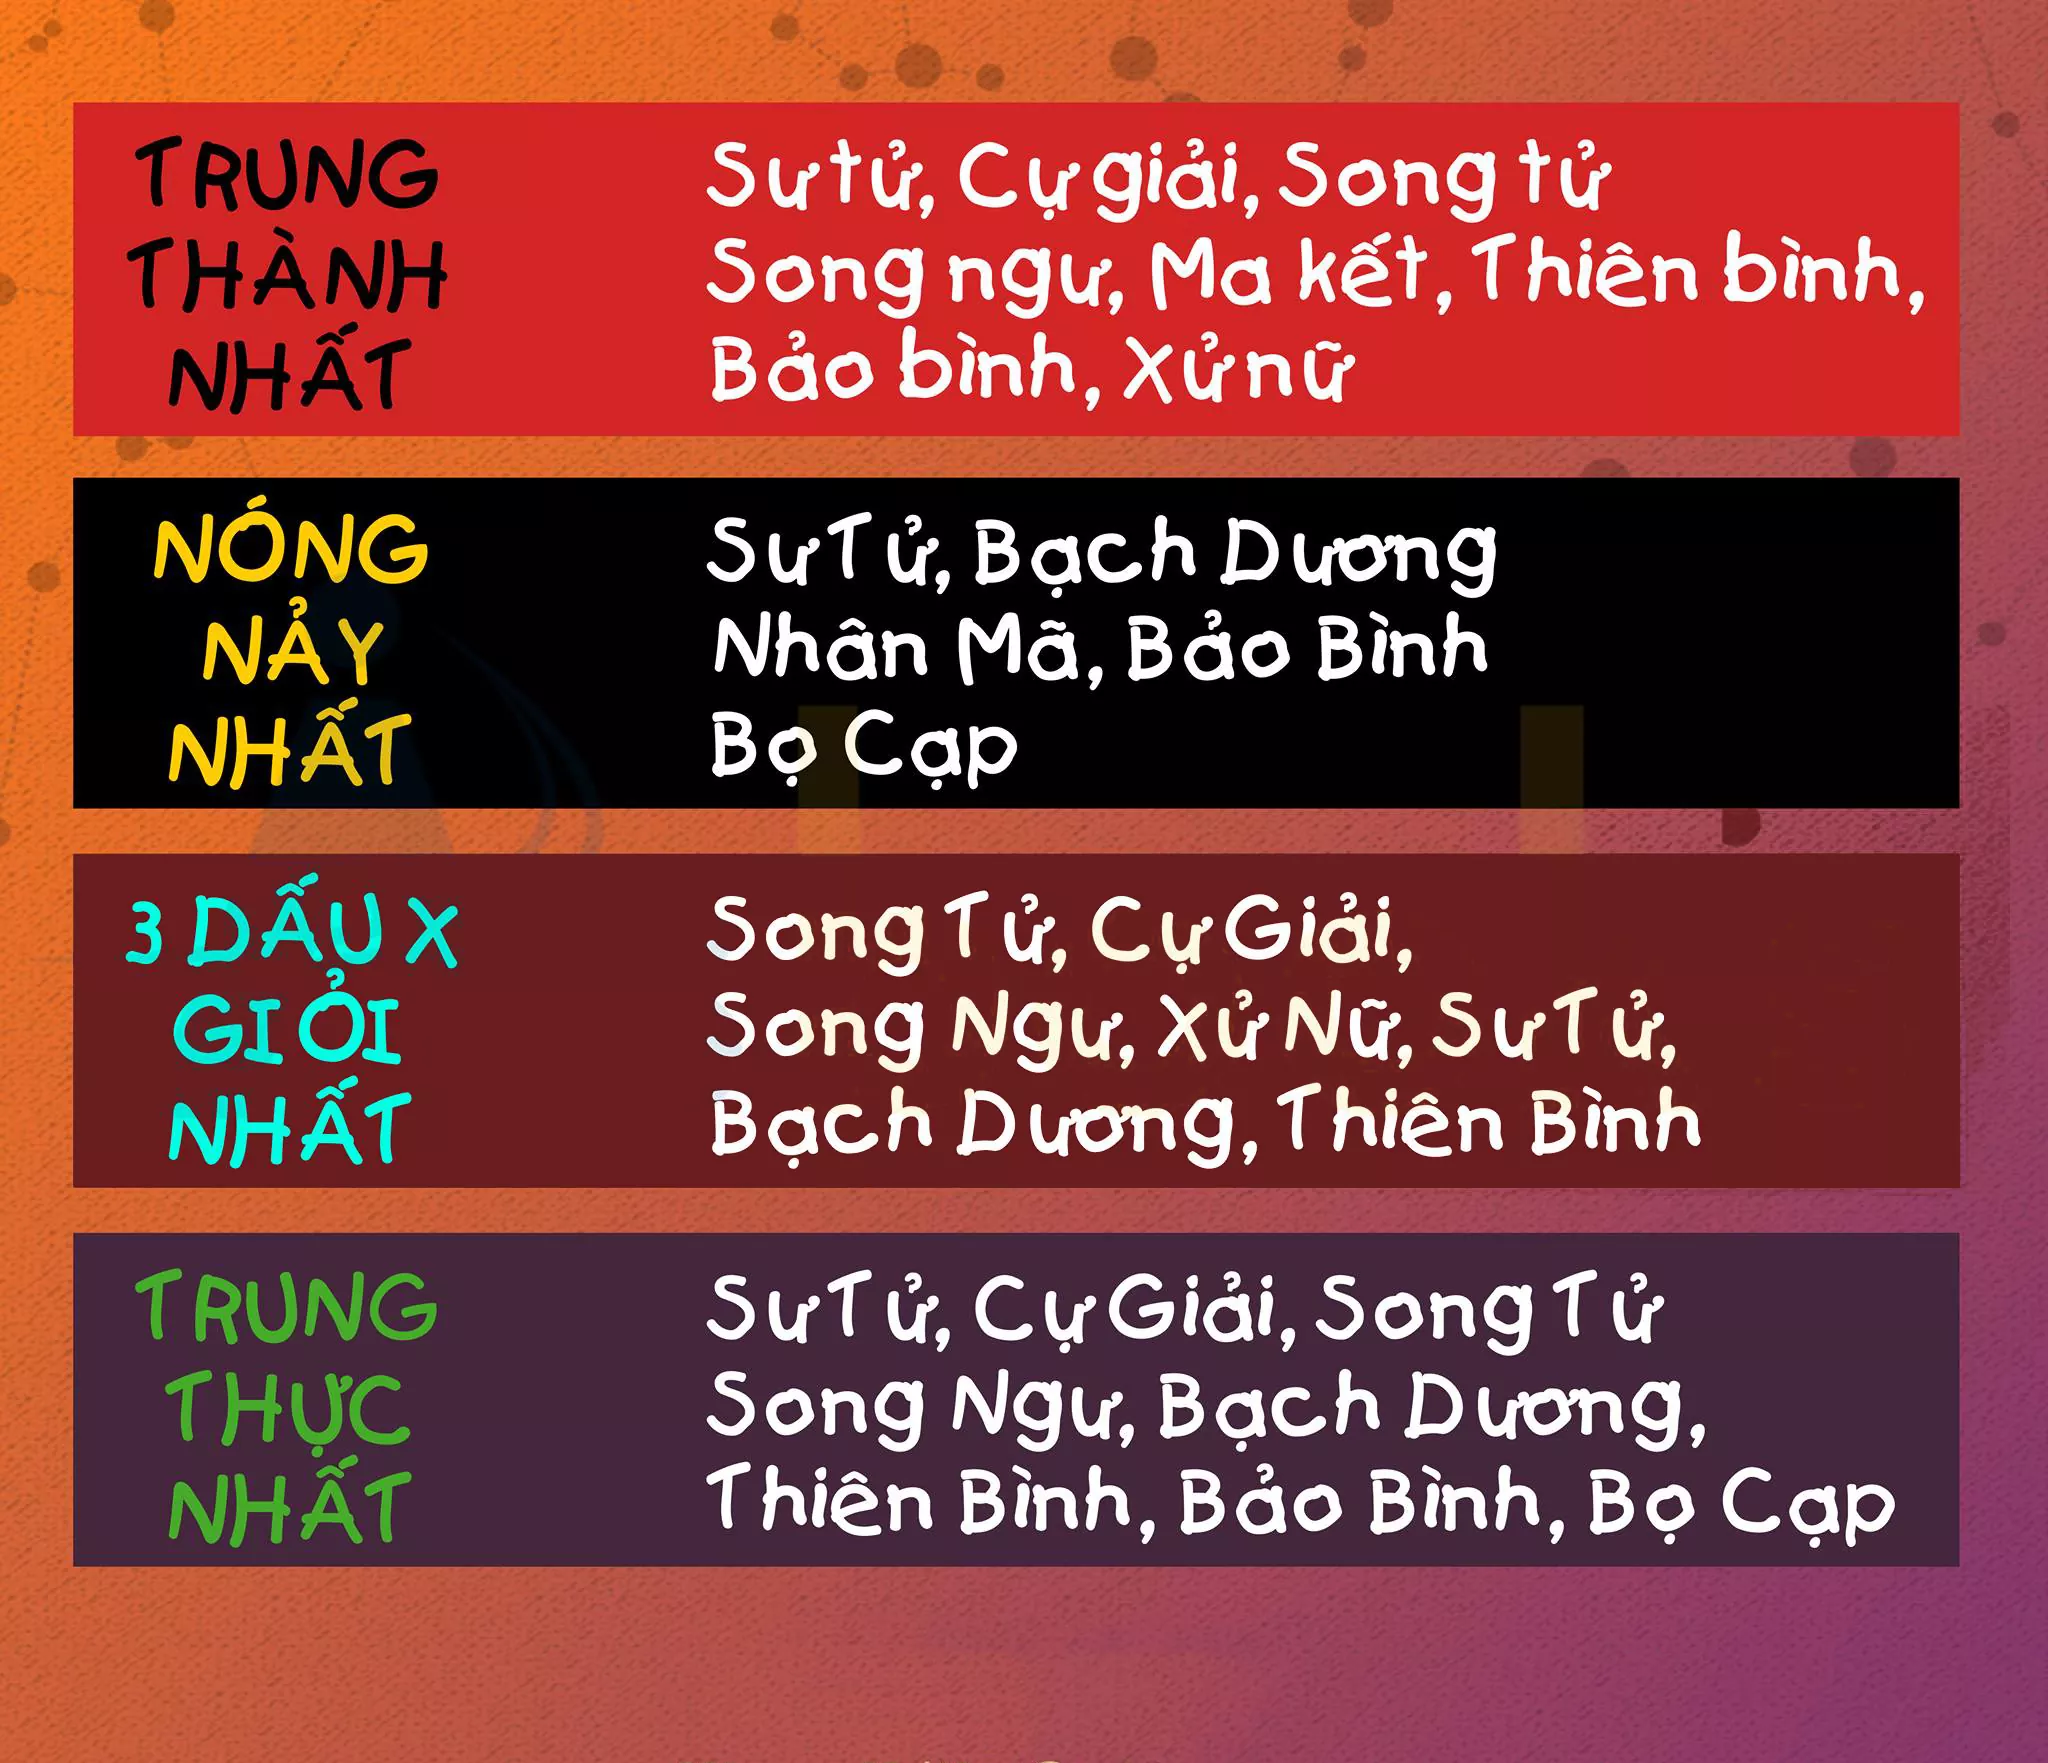 TRUNG
THÀNH
NHẤT
Sư tử, Cự giải, Song tử
Song ngư, Ma kết, Thiên bình,
Bảo bình, Xử nữ
NÓNG
NẢY
NHẤT
Sư Tử, Bạch Dương
Nhân Mã, Bảo Bình
Bọ Cạp
3 DẤU X
GIỎI
NHẤT
Song Tử, Cự Giải,
Song Ngư, Xử Nữ, Sư Tử,
Bạch Dương, Thiên Bình
TRUNG
THỰC
NHẤT
Sư Tử, Cự Giải, Song Tử
Song Ngư, Bạch Dương,
Thiên Bình, Bảo Bình, Bọ Cạp